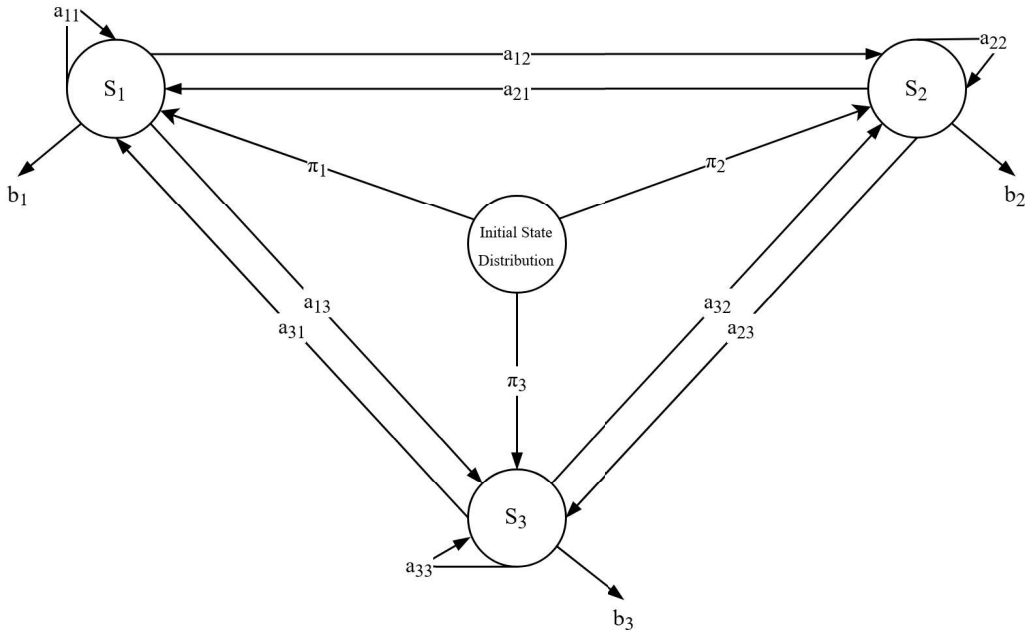 a11
a12
a22
S1
a21
S2
π1
π2
b1
b2
Initial State
Distribution
a13
a32
a31
a23
π3
S3
a33
b3